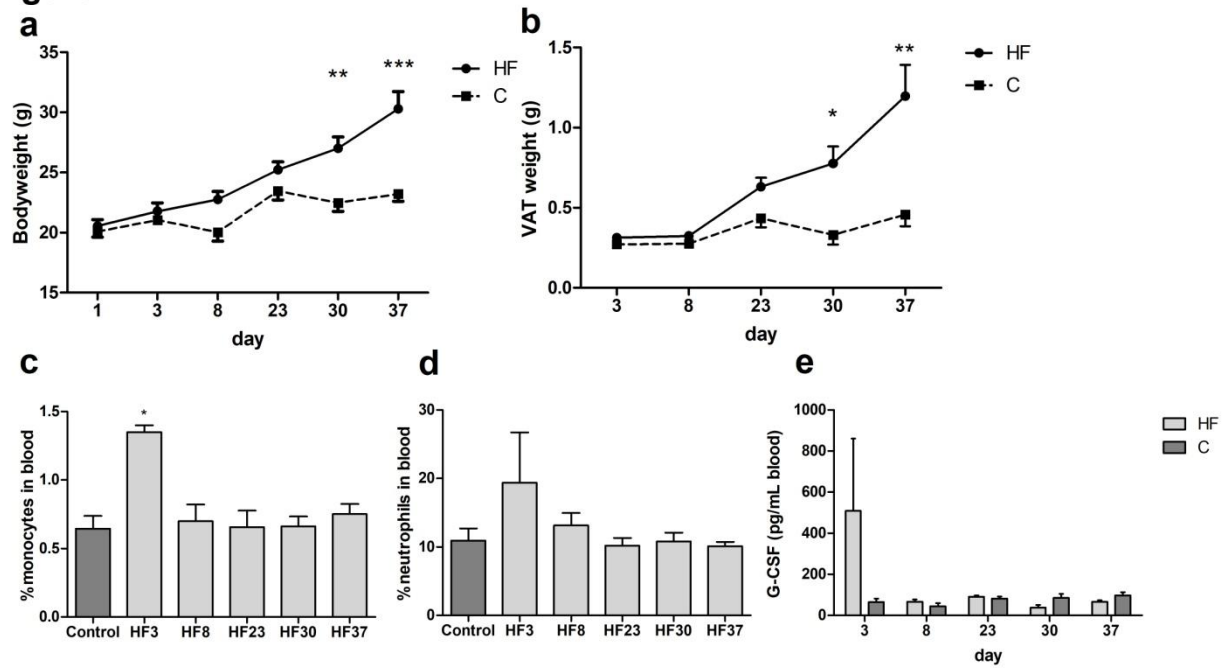 a
Bodyweight (g)
35
30
25
20
15
** ***
1 3 8 23 30 37
day
HF
C
b
VAT weight (g)
1.5
1.0
0.5
0.0
* **
3 8 23 30 37
day
HF
C
c
%monocytes in blood
1.5
1.0
0.5
0.0
*
Control HF3 HF8 HF23 HF30 HF37
d
%neutrophils in blood
30
20
10
0
Control HF3 HF8 HF23 HF30 HF37
e
G-CSF (pg/mL blood)
1000
800
600
400
200
0
3 8 23 30 37
day
HF
C